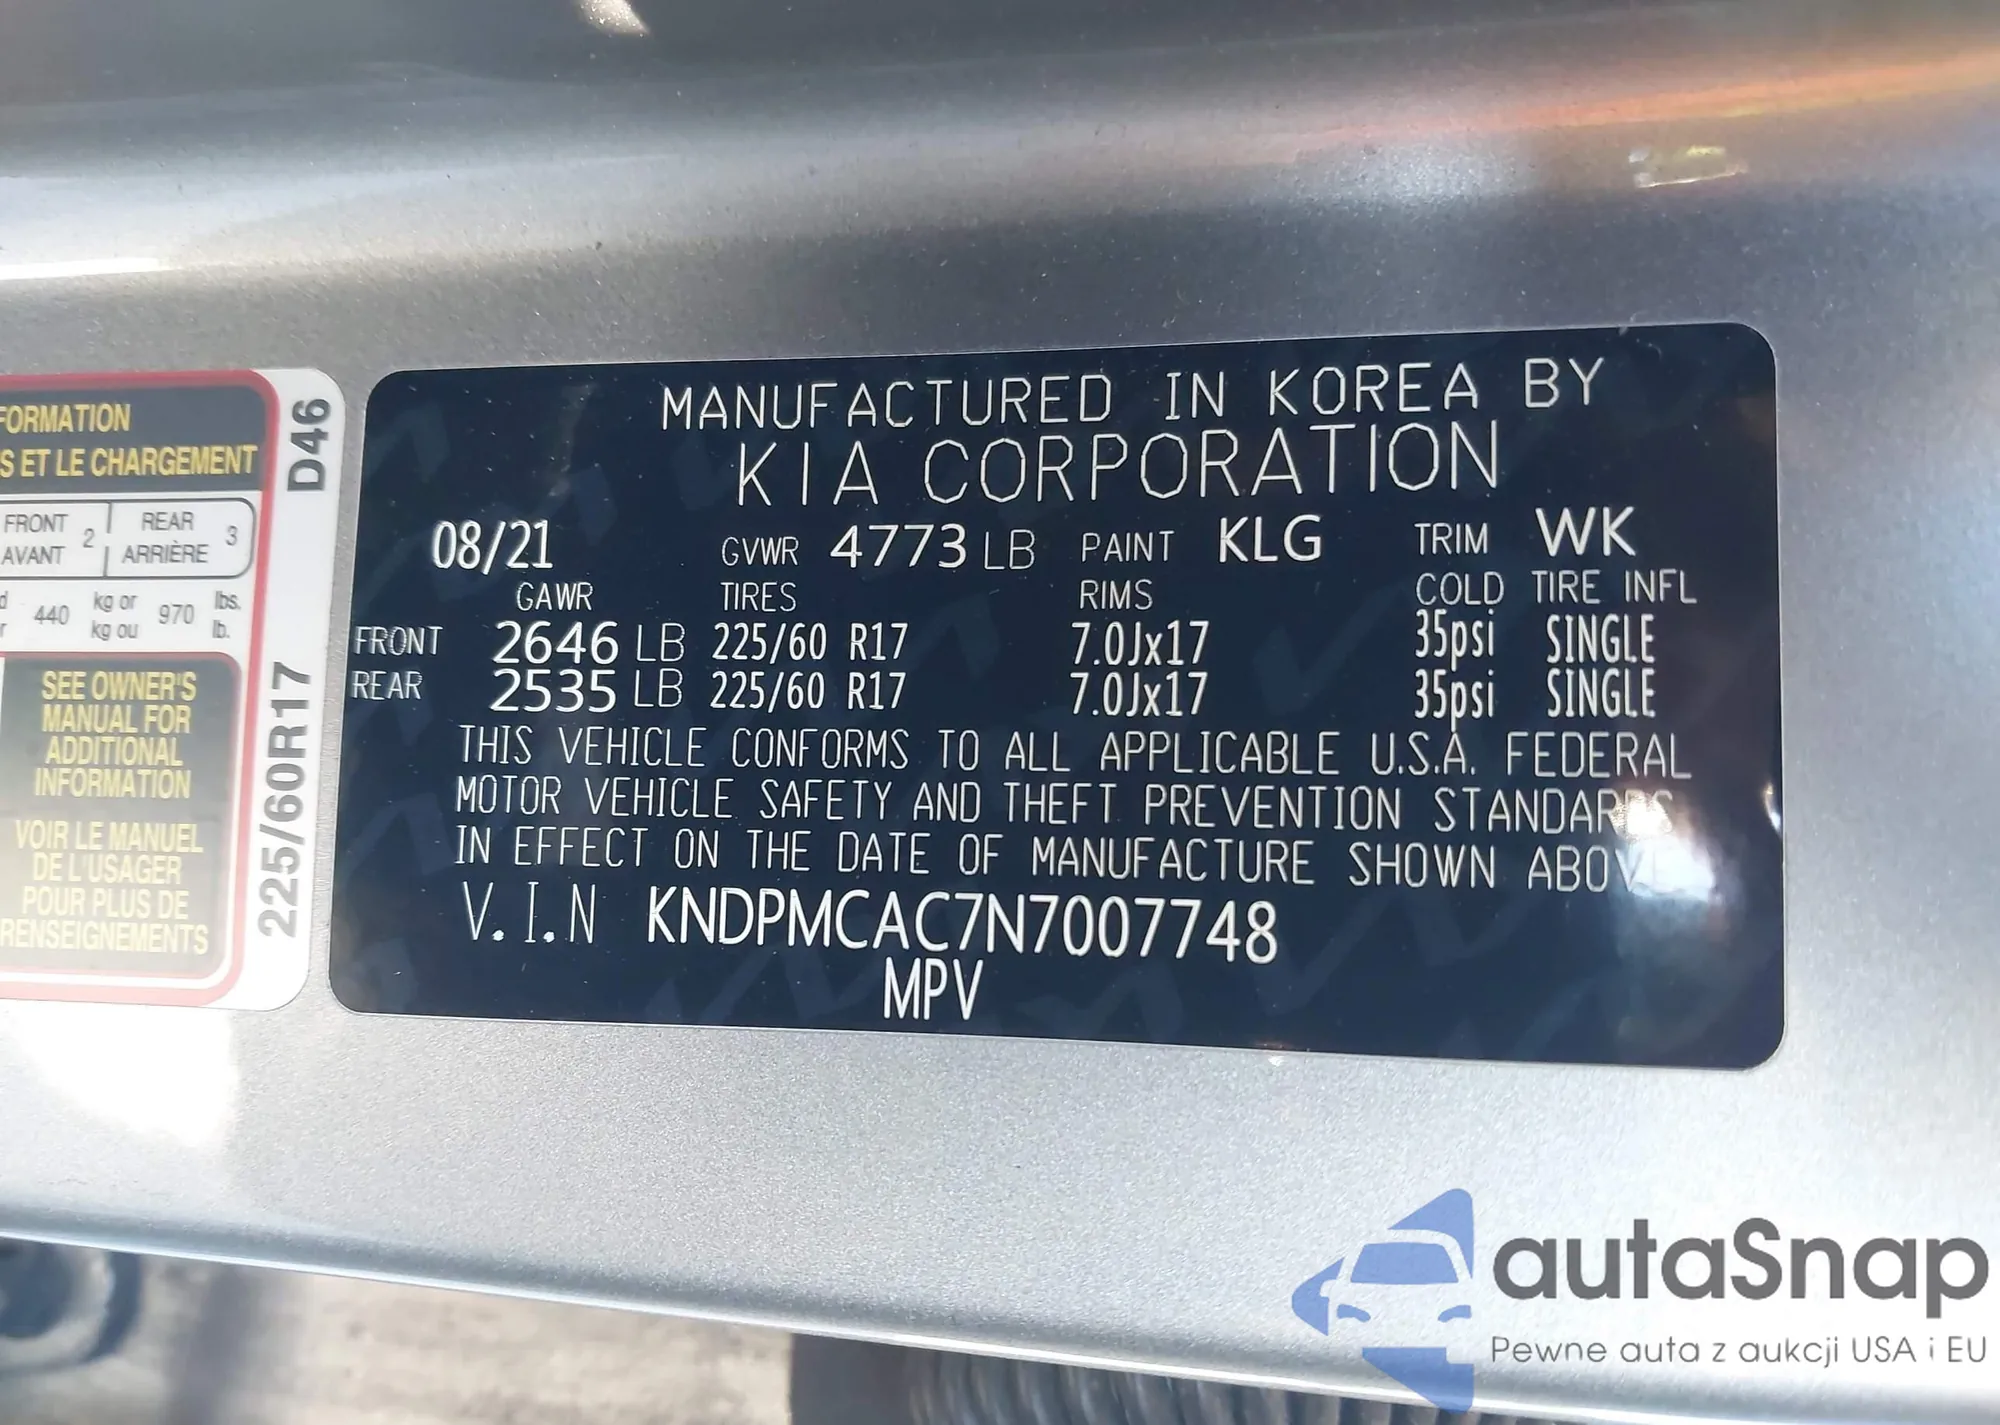 FORMATION
S ET LE CHARGEMENT
FRONT 2 REAR 3
AVANT ARRIÈRE
440 kg or 970 lbs.
kg ou lb.
SEE OWNER'S
MANUAL FOR
ADDITIONAL
INFORMATION
VOIR LE MANUEL
DE L'USAGER
POUR PLUS DE
RENSEIGNEMENTS
D46
225/60R17
MANUFACTURED IN KOREA BY
KIA CORPORATION
08/21 GVWR 4773 LB PAINT KLG TRIM WK
GAWR TIRES RIMS COLD TIRE INFL
FRONT 2646 LB 225/60 R17 7.0Jx17 35psi SINGLE
REAR 2535 LB 225/60 R17 7.0Jx17 35psi SINGLE
THIS VEHICLE CONFORMS TO ALL APPLICABLE U.S.A. FEDERAL
MOTOR VEHICLE SAFETY AND THEFT PREVENTION STANDARDS
IN EFFECT ON THE DATE OF MANUFACTURE SHOWN ABOVE
V.I.N KNDPMCAC7N7007748
MPV
autaSnap
Pewne auta z aukcji USA i EU